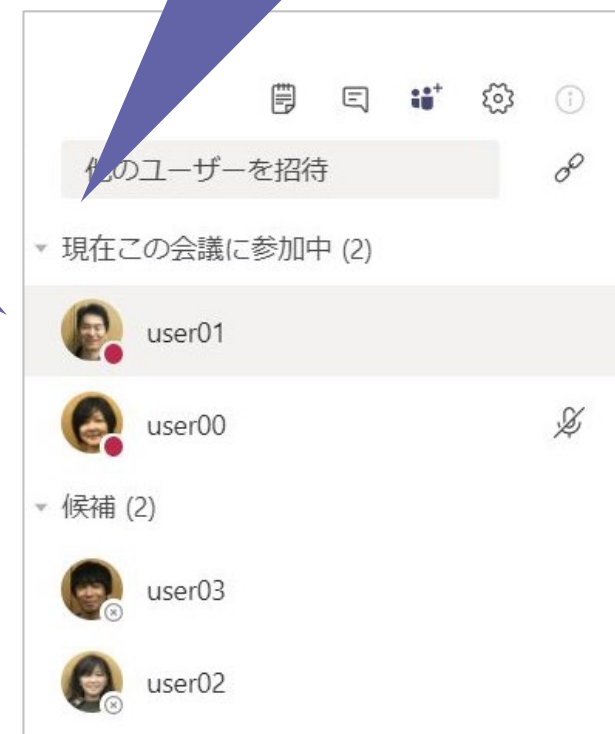 他のユーザーを招待
現在この会議に参加中 (2)
user01
user00
候補 (2)
user03
user02